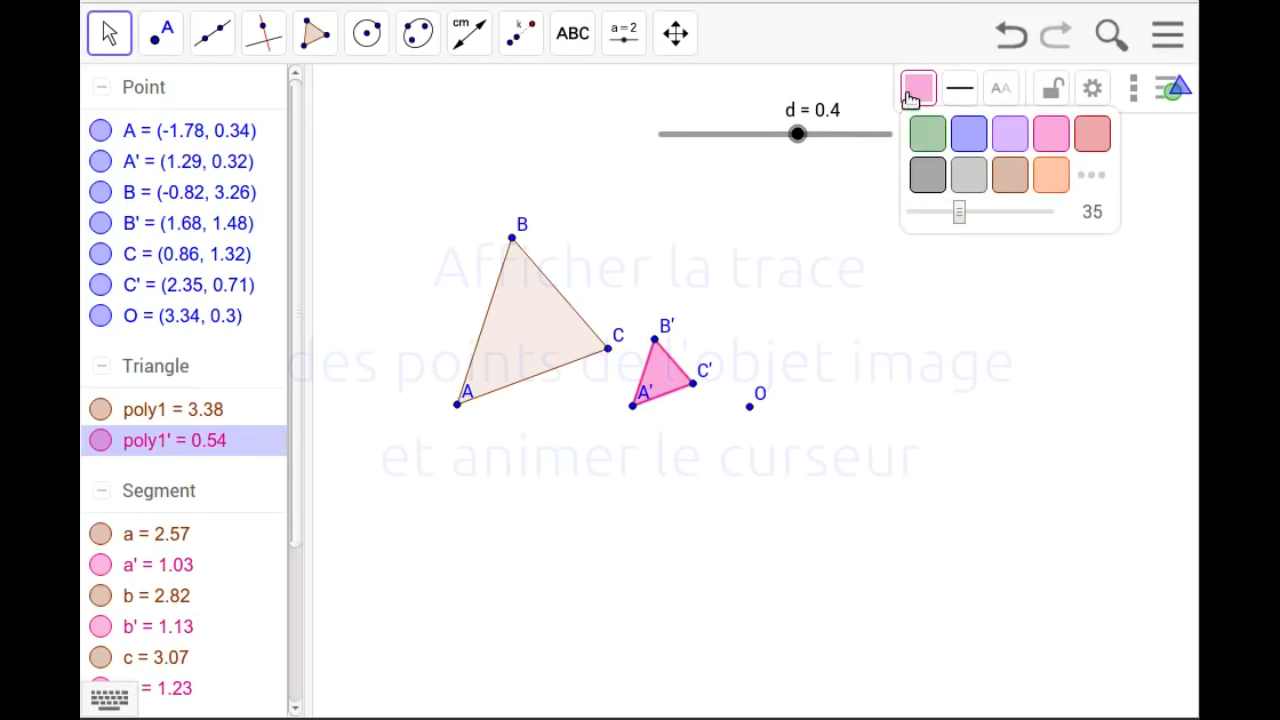 A
cm
k
ABC
a = 2
Point
A = (-1.78, 0.34)
A' = (1.29, 0.32)
B = (-0.82, 3.26)
B' = (1.68, 1.48)
C = (0.86, 1.32)
C' = (2.35, 0.71)
O = (3.34, 0.3)
Triangle
poly1 = 3.38
poly1' = 0.54
Segment
a = 2.57
a' = 1.03
b = 2.82
b' = 1.13
c = 3.07
= 1.23
d = 0.4
AA
35
B
Afficher la trace
C
B'
des points de l'objet image
C'
A
A'
O
et animer le curseur